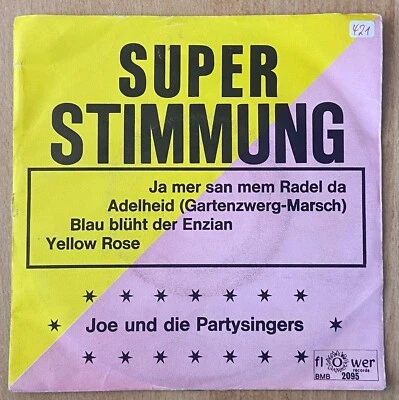 421
SUPER
STIMMUNG
Ja mer san mem Radel da
Adelheid (Gartenzwerg-Marsch)
Blau blüht der Enzian
Yellow Rose
Joe und die Partysingers
flower
records
BMB 2095